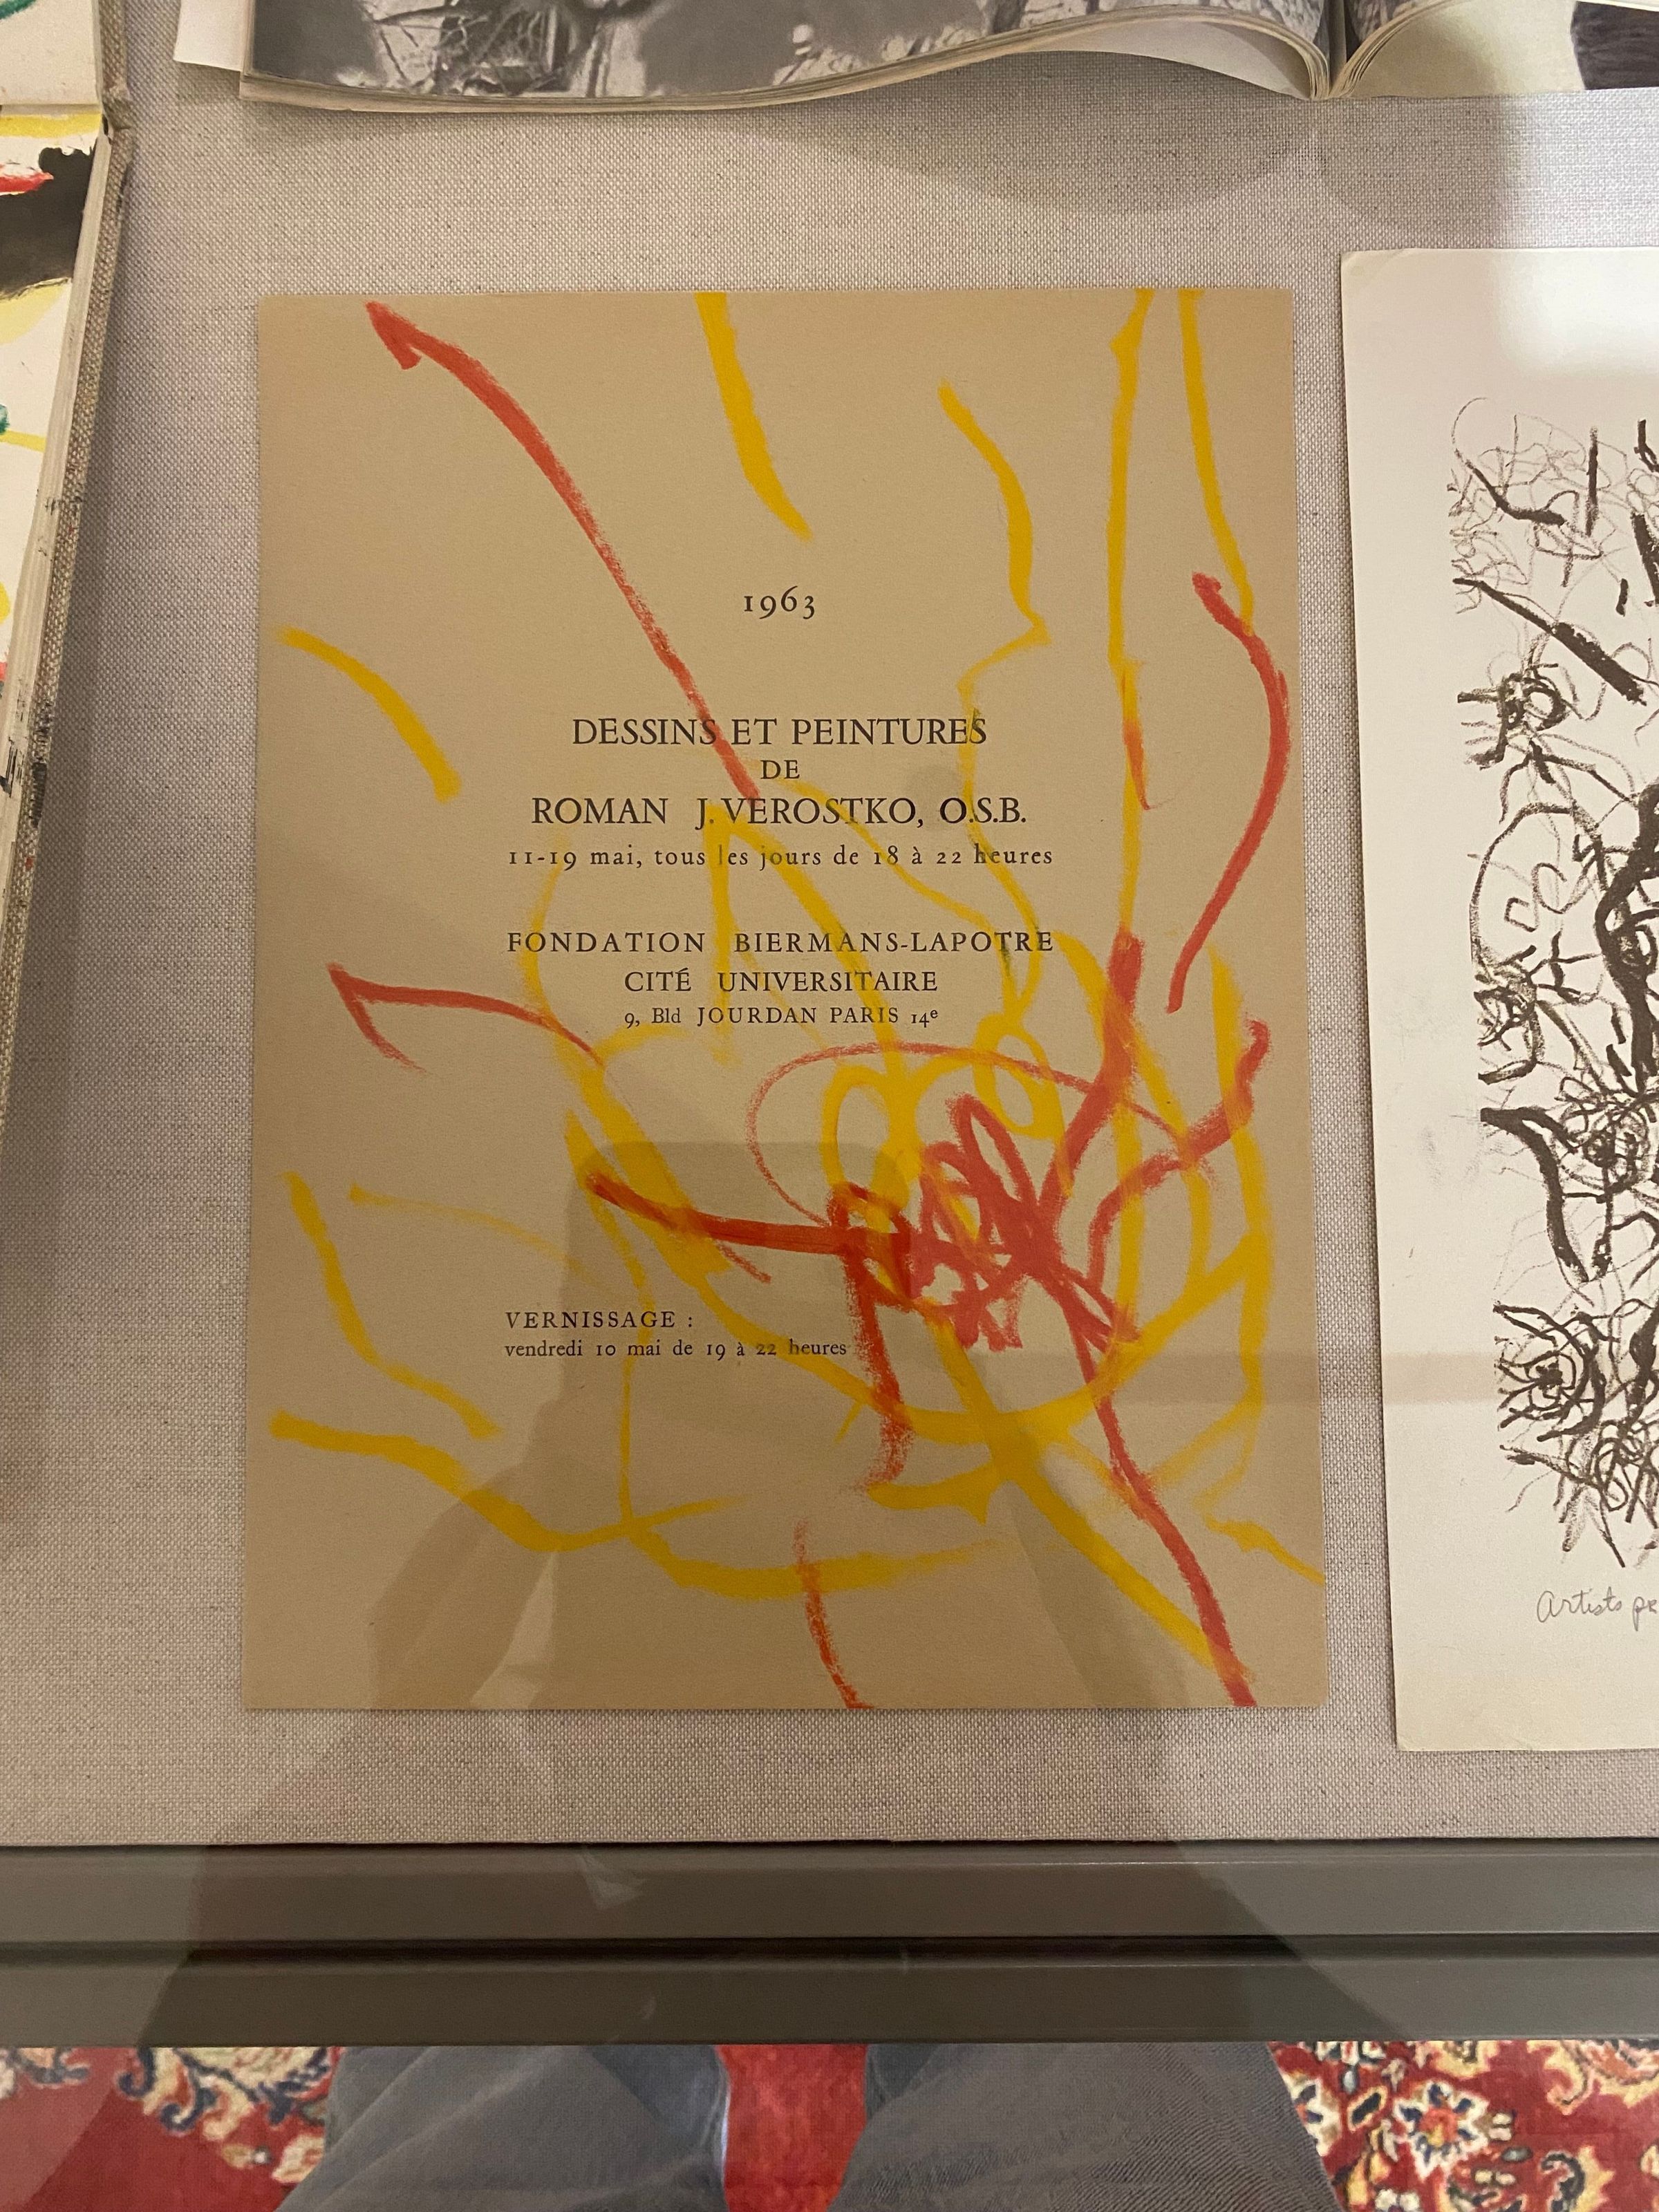 1963
DESSINS ET PEINTURES
DE
ROMAN J. VEROSTKO, O.S.B.
11-19 mai, tous les jours de 18 à 22 heures
FONDATION BIERMANS-LAPOTRE
CITÉ UNIVERSITAIRE
9, Bld JOURDAN PARIS 14e
VERNISSAGE :
vendredi 10 mai de 19 à 22 heures
Artists